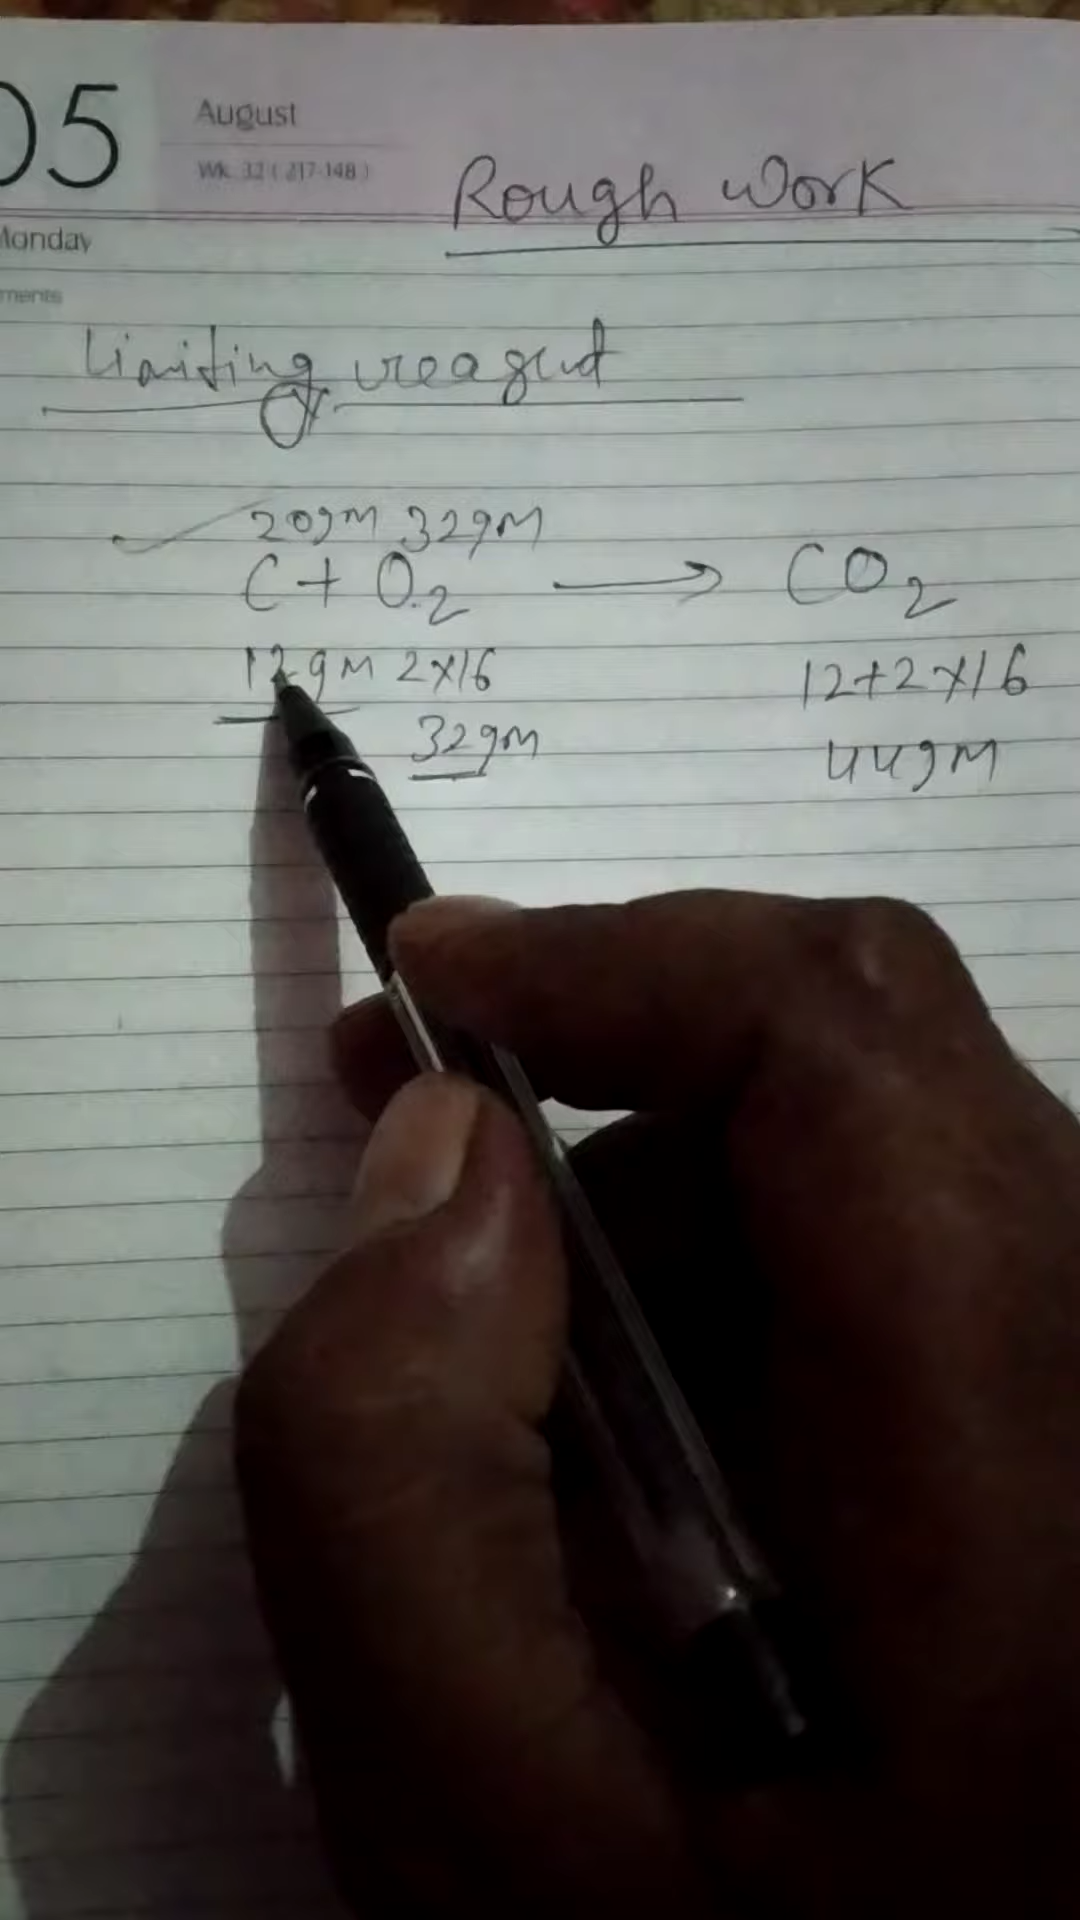 05
August
Wk. 32 ( 217-148 )
Rough Work
Monday
ments
Limiting reagent
20gm 32gm
C + O2 → CO2
12gm 2×16 12+2×16
32gm 44gm